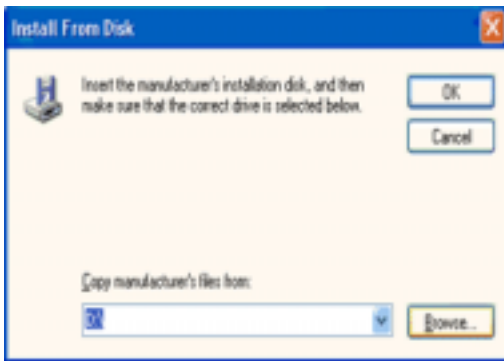 Install From Disk
Insert the manufacturer's installation disk, and then
make sure that the correct drive is selected below.
OK
Cancel
Copy manufacturer's files from:
D:\
Browse...